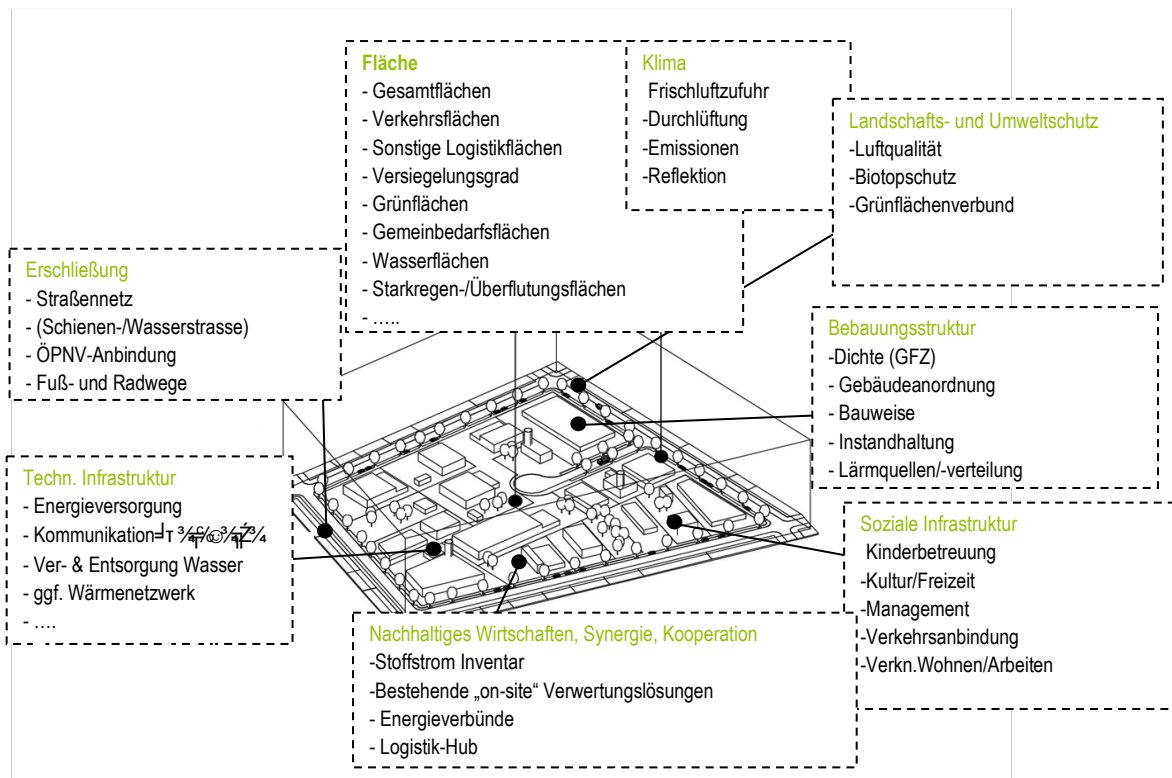 Fläche
- Gesamtflächen
- Verkehrsflächen
- Sonstige Logistikflächen
- Versiegelungsgrad
- Grünflächen
- Gemeinbedarfsflächen
- Wasserflächen
- Starkregen-/Überflutungsflächen
- …..
Klima
Frischluftzufuhr
-Durchlüftung
-Emissionen
-Reflektion
Landschafts- und Umweltschutz
-Luftqualität
-Biotopschutz
-Grünflächenverbund
Erschließung
- Straßennetz
- (Schienen-/Wasserstrasse)
- ÖPNV-Anbindung
- Fuß- und Radwege
Bebauungsstruktur
-Dichte (GFZ)
- Gebäudeanordnung
- Bauweise
- Instandhaltung
- Lärmquellen/-verteilung
Techn. Infrastruktur
- Energieversorgung
- Kommunikation
- Ver- & Entsorgung Wasser
- ggf. Wärmenetzwerk
- ….
Soziale Infrastruktur
Kinderbetreuung
-Kultur/Freizeit
-Management
-Verkehrsanbindung
-Verkn.Wohnen/Arbeiten
Nachhaltiges Wirtschaften, Synergie, Kooperation
-Stoffstrom Inventar
-Bestehende „on-site“ Verwertungslösungen
- Energieverbünde
- Logistik-Hub